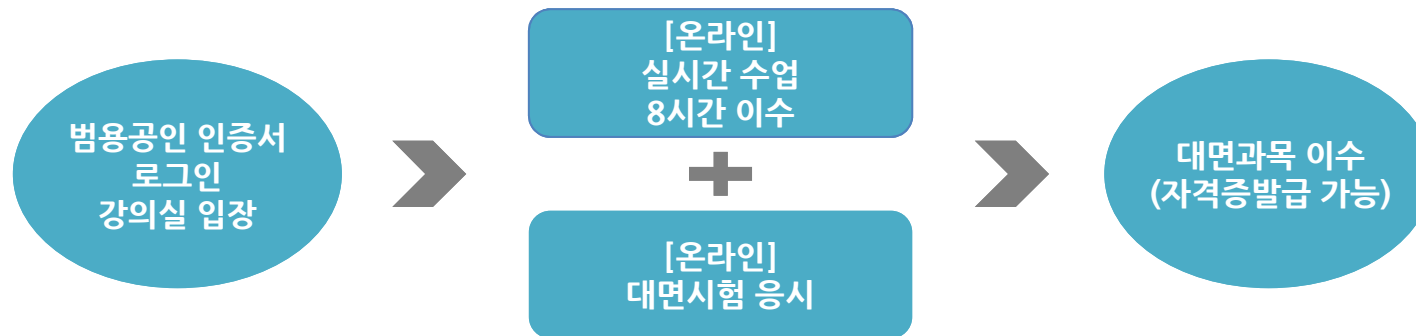 범용공인 인증서
로그인
강의실 입장
[온라인]
실시간 수업
8시간 이수
[온라인]
대면시험 응시
대면과목 이수
(자격증발급 가능)